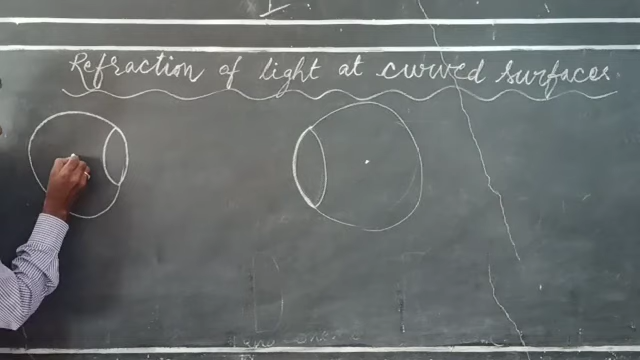 Refraction of light at curved surfaces.